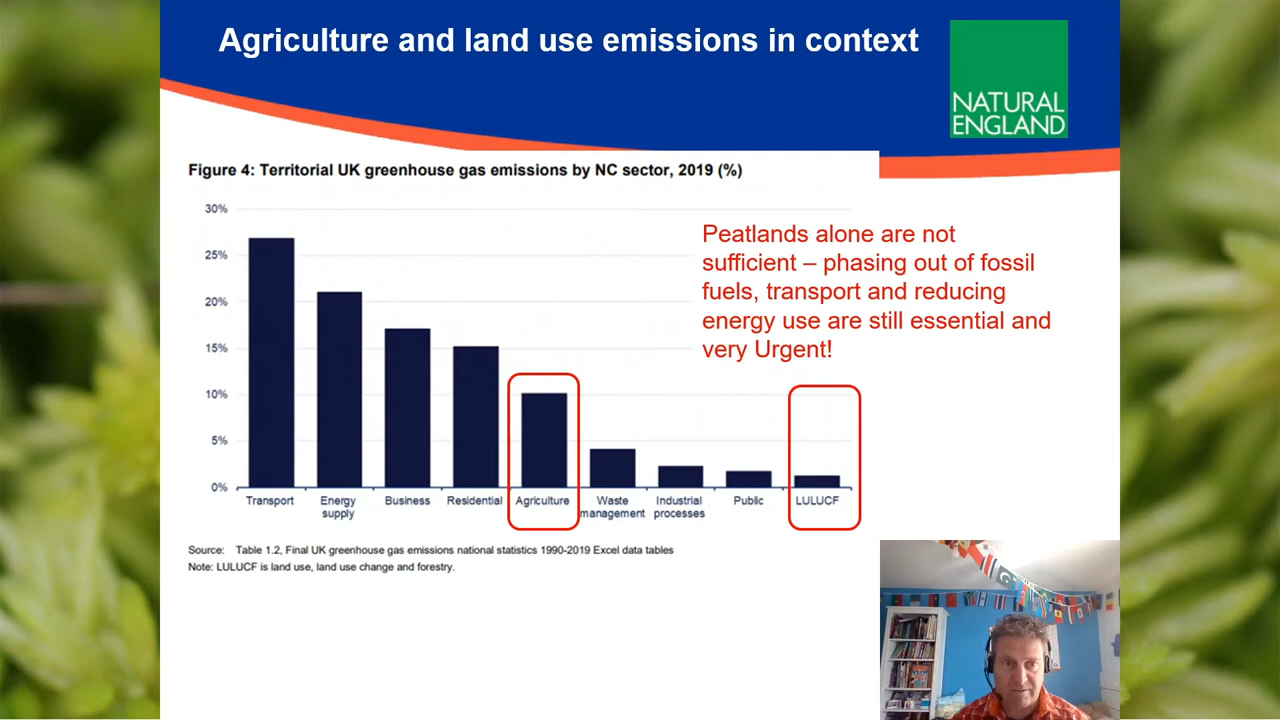 Agriculture and land use emissions in context
NATURAL
ENGLAND
Figure 4: Territorial UK greenhouse gas emissions by NC sector, 2019 (%)
30%
25%
20%
15%
10%
5%
0%
Peatlands alone are not
sufficient – phasing out of fossil
fuels, transport and reducing
energy use are still essential and
very Urgent!
Transport
Energy
supply
Business
Residential
Agriculture
Waste
management
Industrial
processes
Public
LULUCF
Source: Table 1.2, Final UK greenhouse gas emissions national statistics 1990-2019 Excel data tables
Note: LULUCF is land use, land use change and forestry.